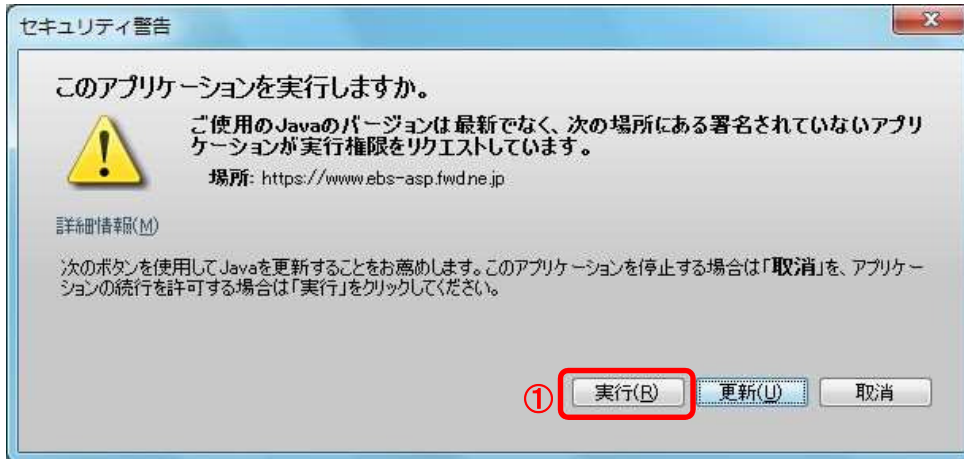 セキュリティ警告
このアプリケーションを実行しますか。
ご使用のJavaのバージョンは最新でなく、次の場所にある署名されていないアプリ
ケーションが実行権限をリクエストしています。
場所: https://www.ebs-asp.fwd.ne.jp
詳細情報(M)
次のボタンを使用してJavaを更新することをお薦めします。このアプリケーションを停止する場合は「取消」を、アプリケー
ションの続行を許可する場合は「実行」をクリックしてください。
① 実行(R) 更新(U) 取消